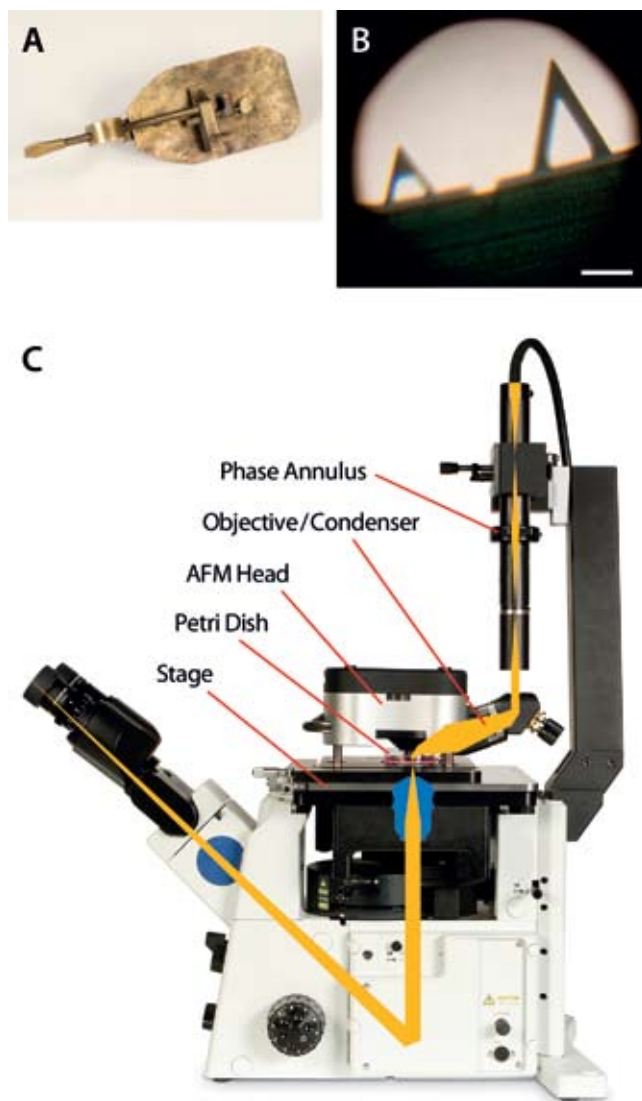 A
B
C
Phase Annulus
Objective/Condenser
AFM Head
Petri Dish
Stage